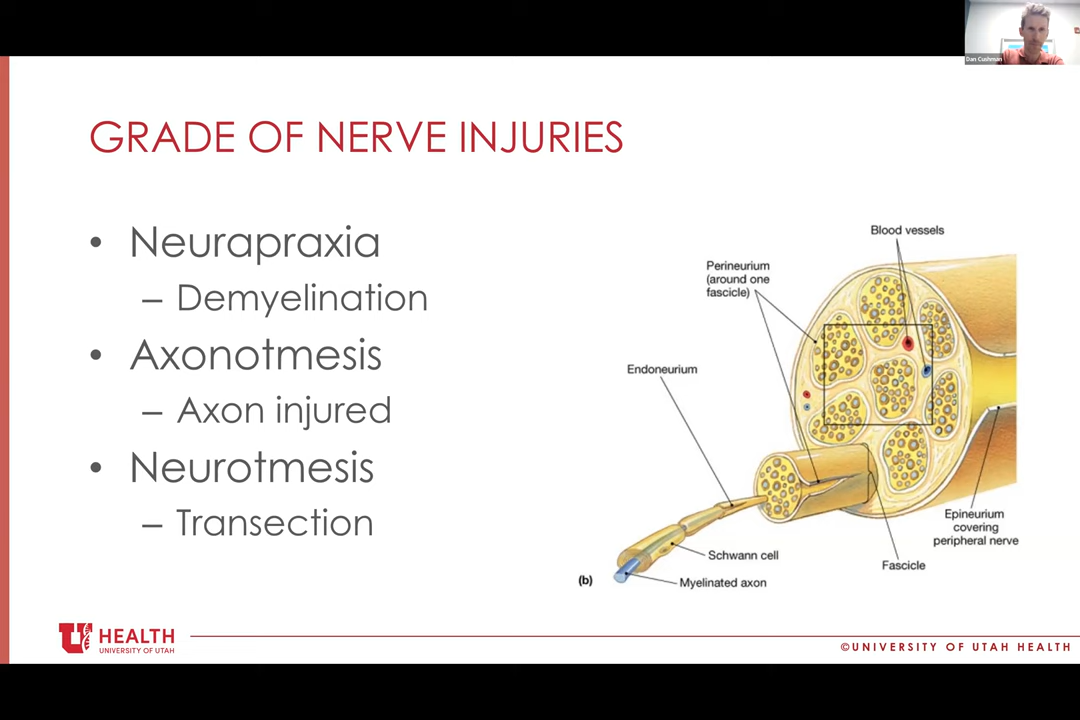 Dan Cushman
GRADE OF NERVE INJURIES
• Neurapraxia
– Demyelination
• Axonotmesis
– Axon injured
• Neurotmesis
– Transection
Blood vessels
Perineurium
(around one
fascicle)
Endoneurium
Epineurium
covering
peripheral nerve
Fascicle
Schwann cell
Myelinated axon
(b)
U HEALTH
UNIVERSITY OF UTAH
©UNIVERSITY OF UTAH HEALTH